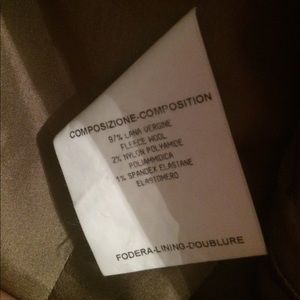 COMPOSIZIONE-COMPOSITION
97% LANA VERGINE
FLEECE WOOL
2% NYLON POLYAMIDE
POLIAMMIDICA
1% SPANDEX ELASTANE
ELASTOMERO
FODERA-LINING-DOUBLURE